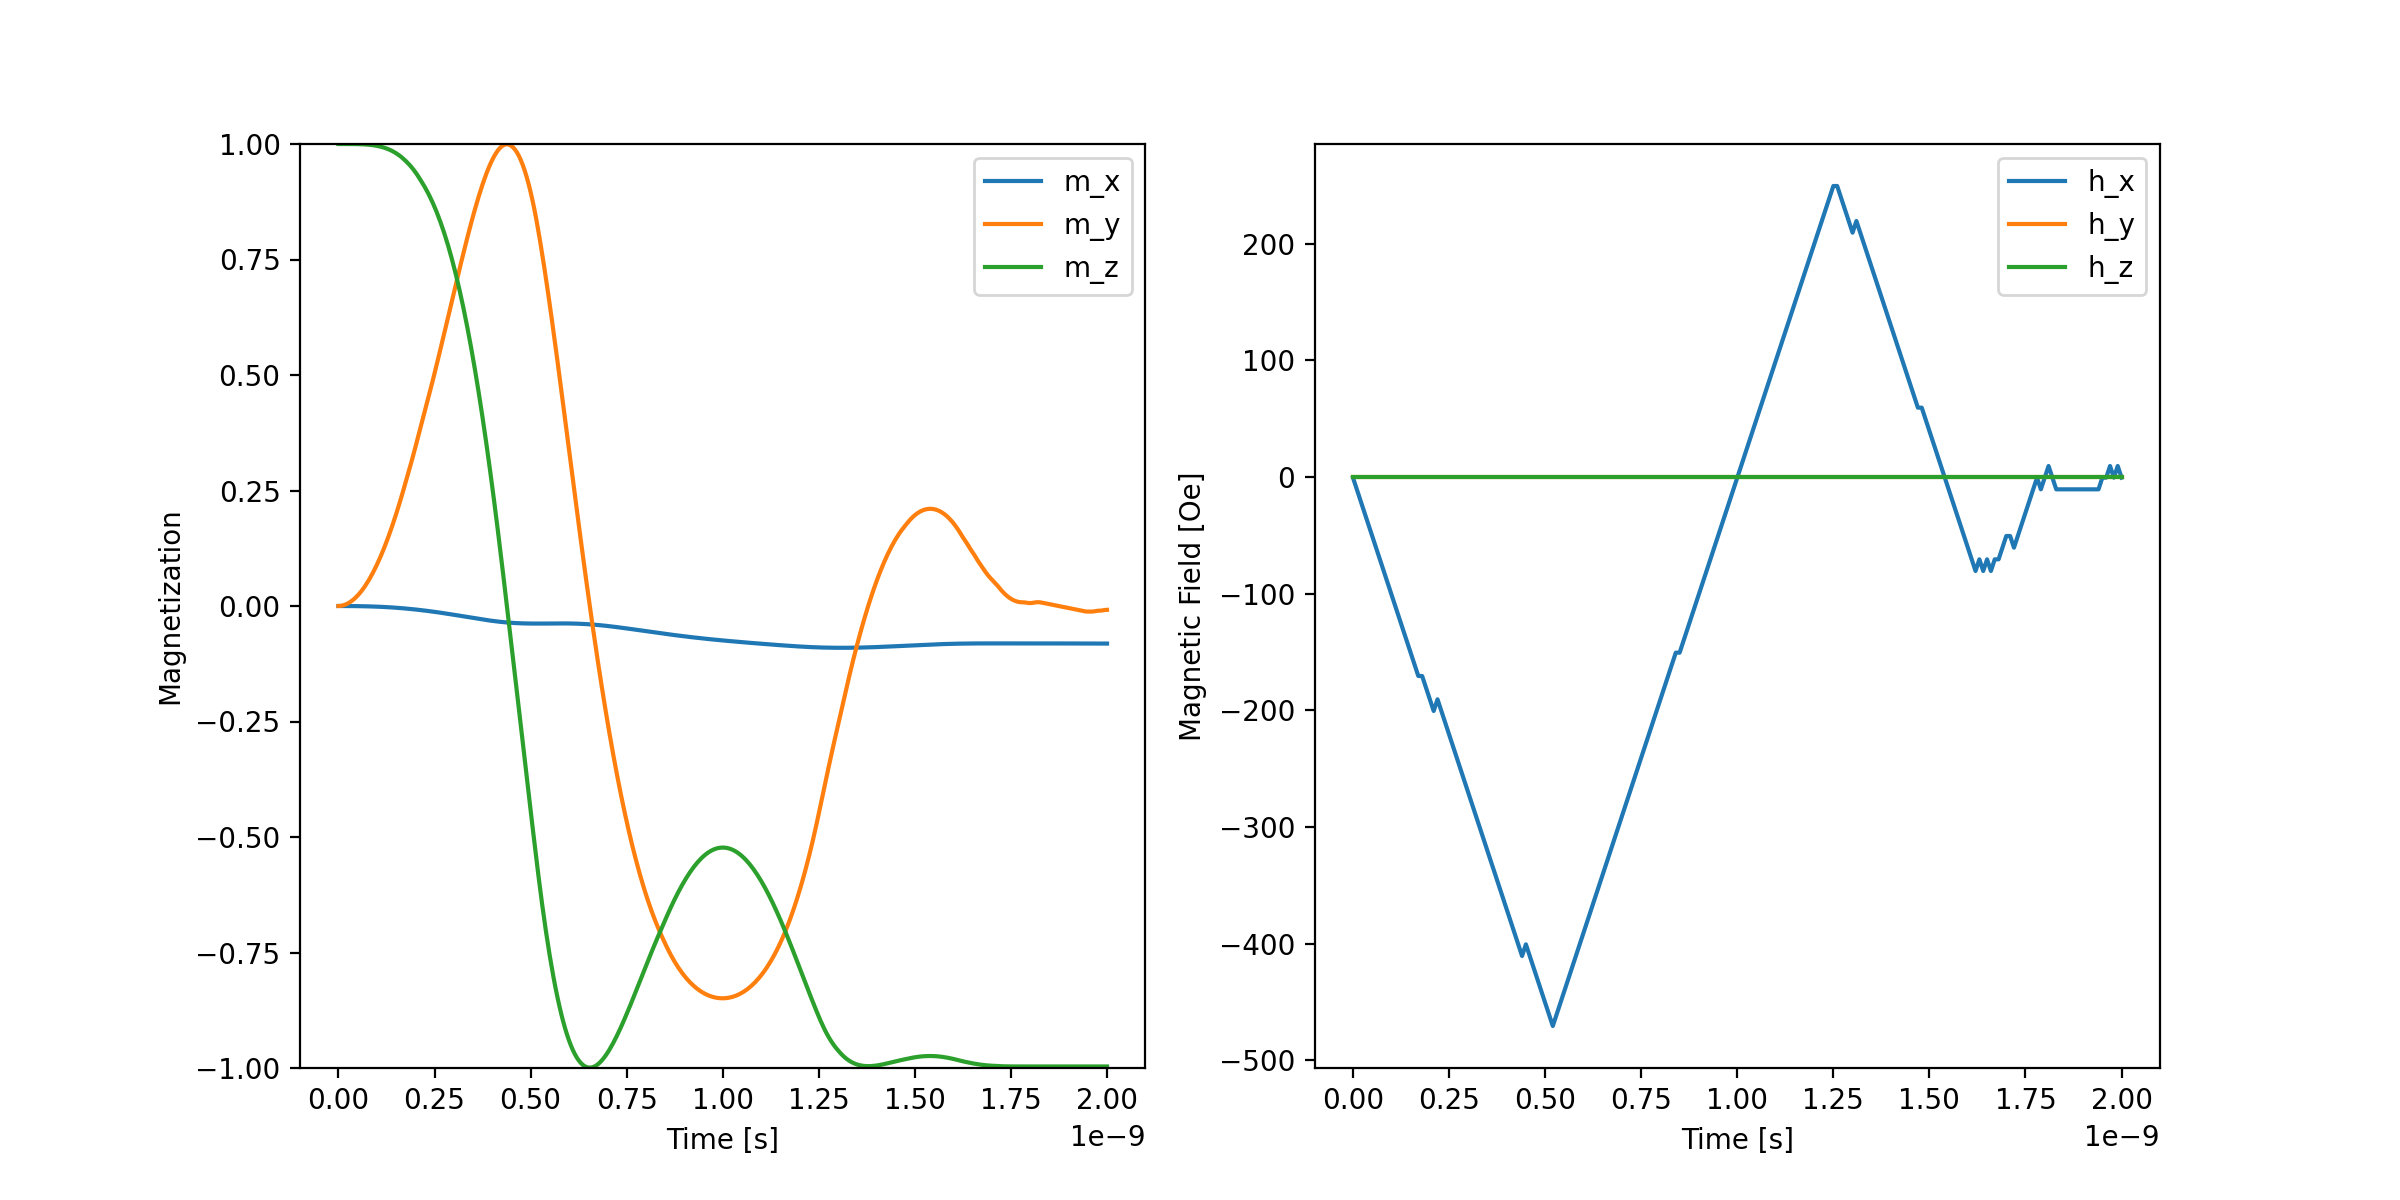 1.00
0.75
0.50
0.25
0.00
−0.25
−0.50
−0.75
−1.00
Magnetization
0.00 0.25 0.50 0.75 1.00 1.25 1.50 1.75 2.00
Time [s]
1e−9
m_x
m_y
m_z
200
100
0
−100
−200
−300
−400
−500
Magnetic Field [Oe]
0.00 0.25 0.50 0.75 1.00 1.25 1.50 1.75 2.00
Time [s]
1e−9
h_x
h_y
h_z